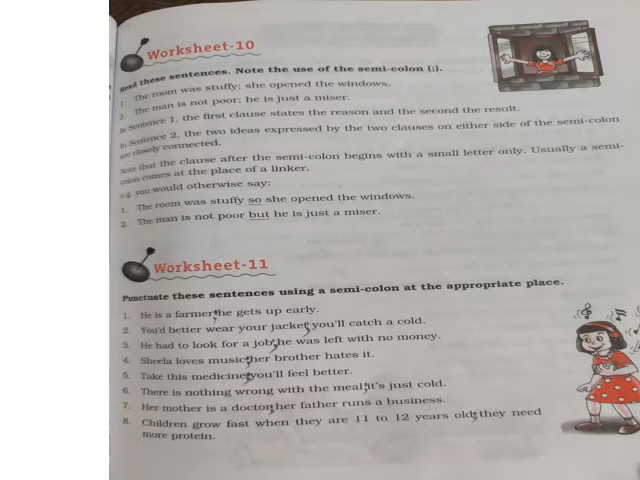 Worksheet-10
Read these sentences. Note the use of the semi-colon (;).
1. The room was stuffy; she opened the windows.
2. The man is not poor; he is just a miser.
In Sentence 1, the first clause states the reason and the second the result.
In Sentence 2, the two ideas expressed by the two clauses on either side of the semi-colon
are closely connected.
Note that the clause after the semi-colon begins with a small letter only. Usually a semi-
colon comes at the place of a linker.
e.g. you would otherwise say;
1. The room was stuffy so she opened the windows.
2. The man is not poor but he is just a miser.
Worksheet-11
Punctuate these sentences using a semi-colon at the appropriate place.
1. He is a farmer;he gets up early.
2. You'd better wear your jacket;you'll catch a cold.
3. He had to look for a job;he was left with no money.
4. Sheela loves music;her brother hates it.
5. Take this medicine;you'll feel better.
6. There is nothing wrong with the meal;it's just cold.
7. Her mother is a doctor;her father runs a business.
8. Children grow fast when they are 11 to 12 years old;they need
more protein.